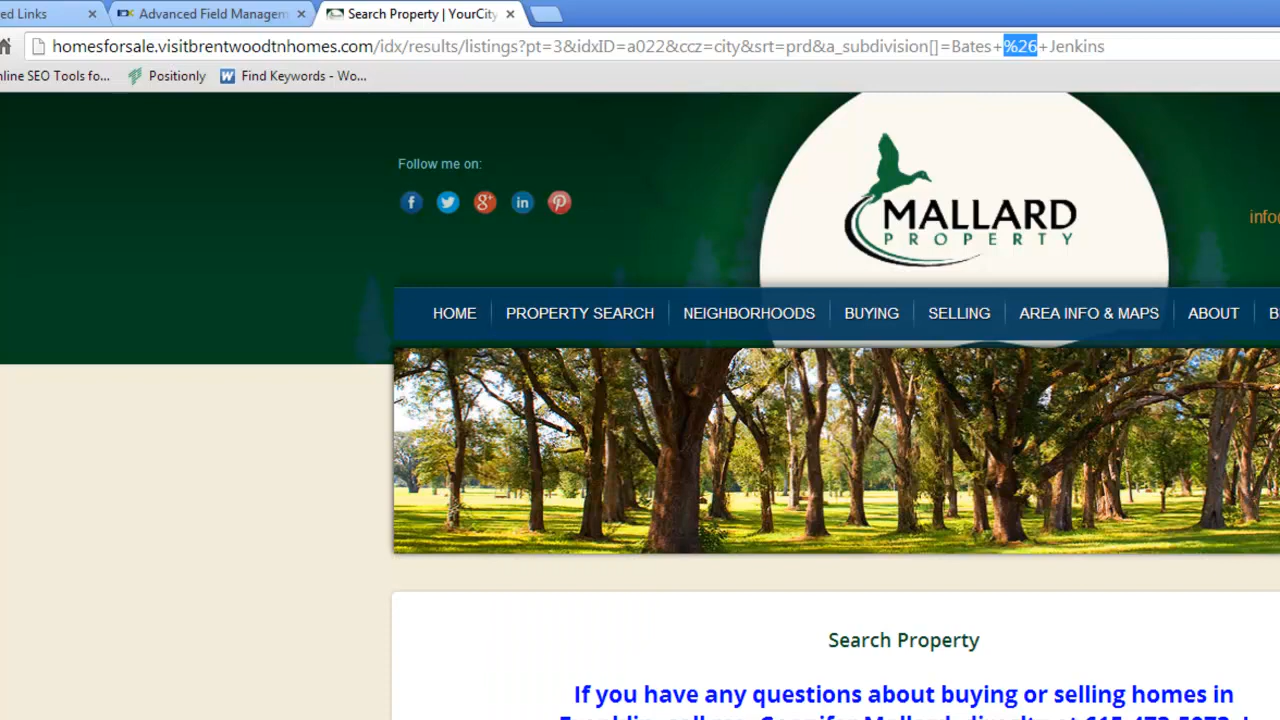 ed Links
Advanced Field Managem
Search Property | YourCity
homesforsale.visitbrentwoodtnhomes.com/idx/results/listings?pt=3&idxID=a022&ccz=city&srt=prd&a_subdivision[]=Bates+%26+Jenkins
nline SEO Tools fo...
Positionly
Find Keywords - Wo...
Follow me on:
MALLARD
PROPERTY
info
HOME
PROPERTY SEARCH
NEIGHBORHOODS
BUYING
SELLING
AREA INFO & MAPS
ABOUT
B
Search Property
If you have any questions about buying or selling homes in